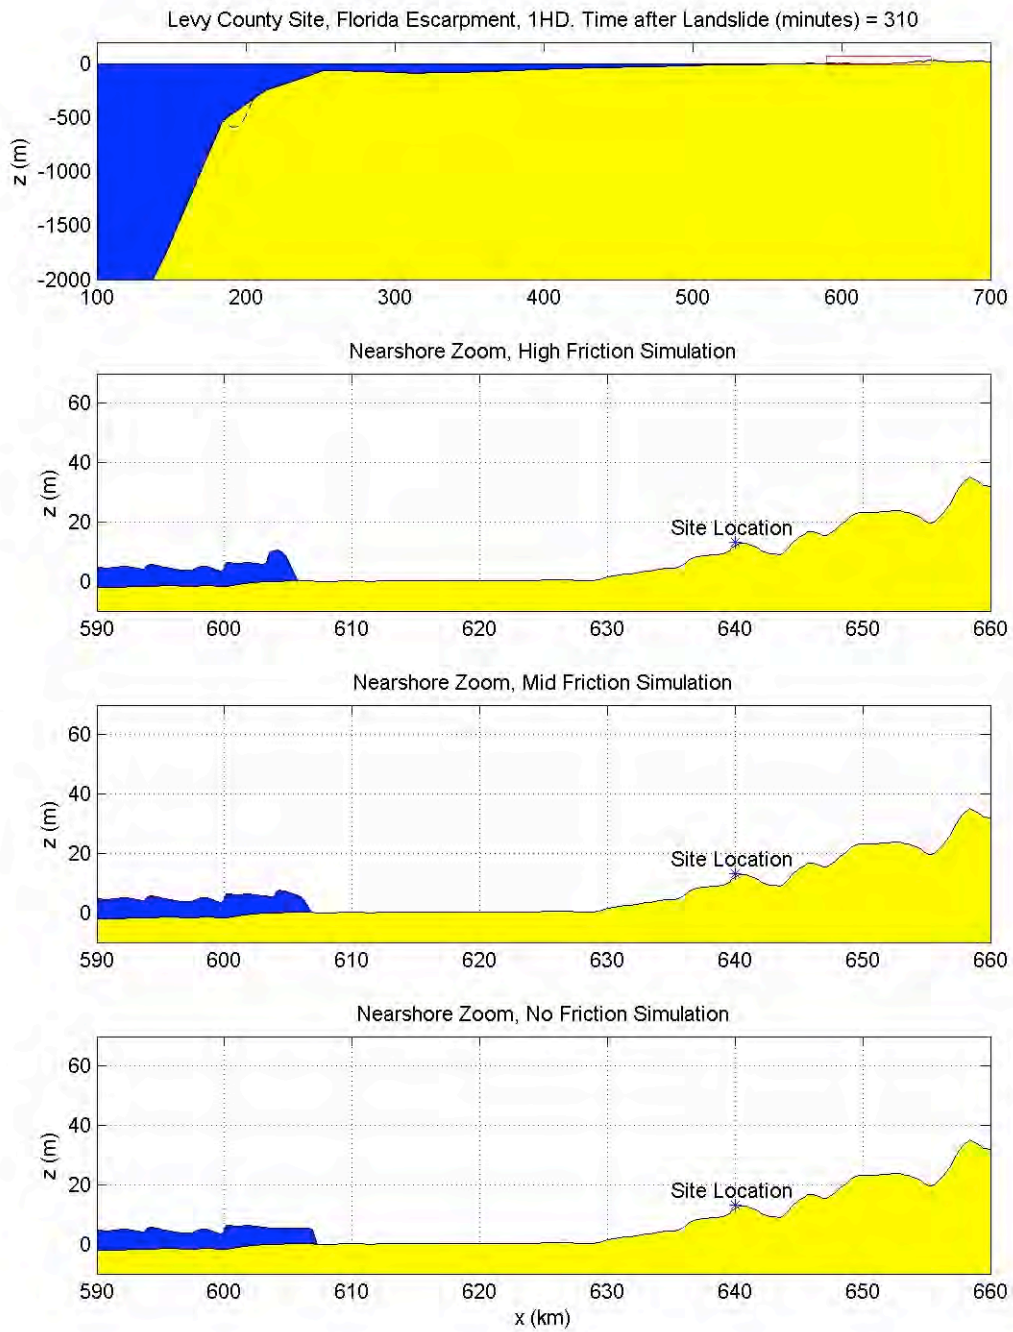 Levy County Site, Florida Escarpment, 1HD. Time after Landslide (minutes) = 310
0
-500
-1000
-1500
-2000
z (m)
100 200 300 400 500 600 700
Nearshore Zoom, High Friction Simulation
60
40
20
0
z (m)
Site Location
590 600 610 620 630 640 650 660
Nearshore Zoom, Mid Friction Simulation
60
40
20
0
z (m)
Site Location
590 600 610 620 630 640 650 660
Nearshore Zoom, No Friction Simulation
60
40
20
0
z (m)
Site Location
590 600 610 620 630 640 650 660
x (km)